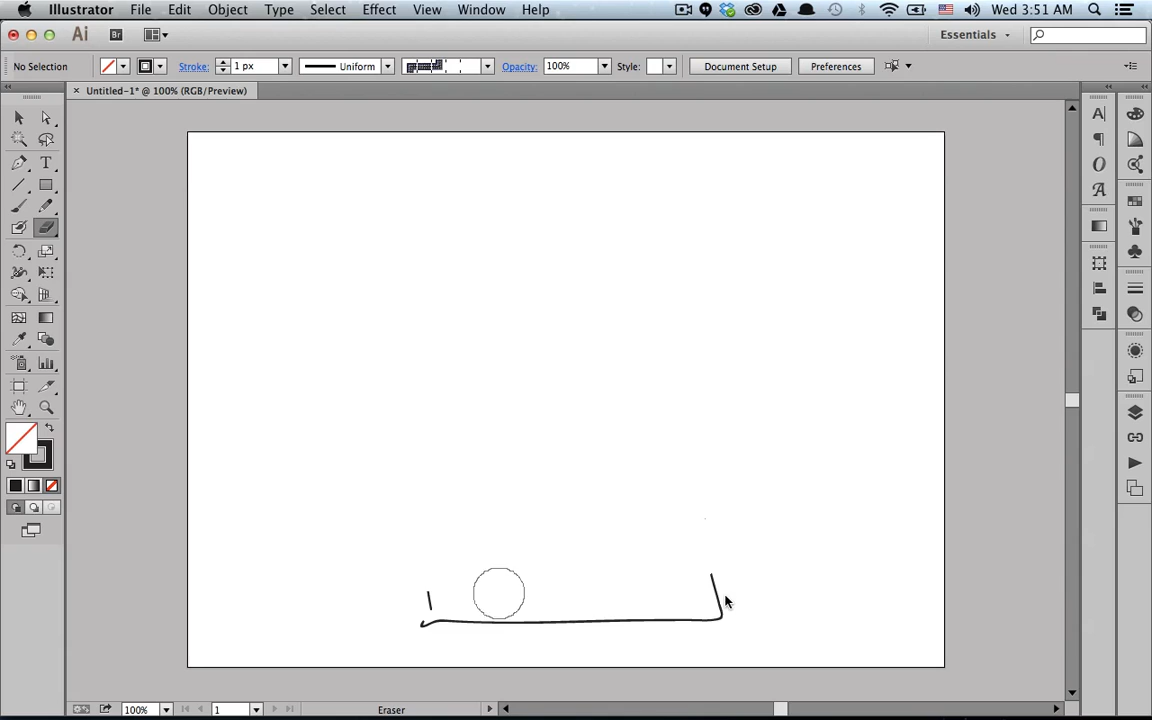 Illustrator File Edit Object Type Select Effect View Window Help Wed 3:51 AM
Ai Br Essentials
No Selection Stroke: 1 px Uniform Opacity: 100% Style: Document Setup Preferences
Untitled-1* @ 100% (RGB/Preview)
100% 1 Eraser